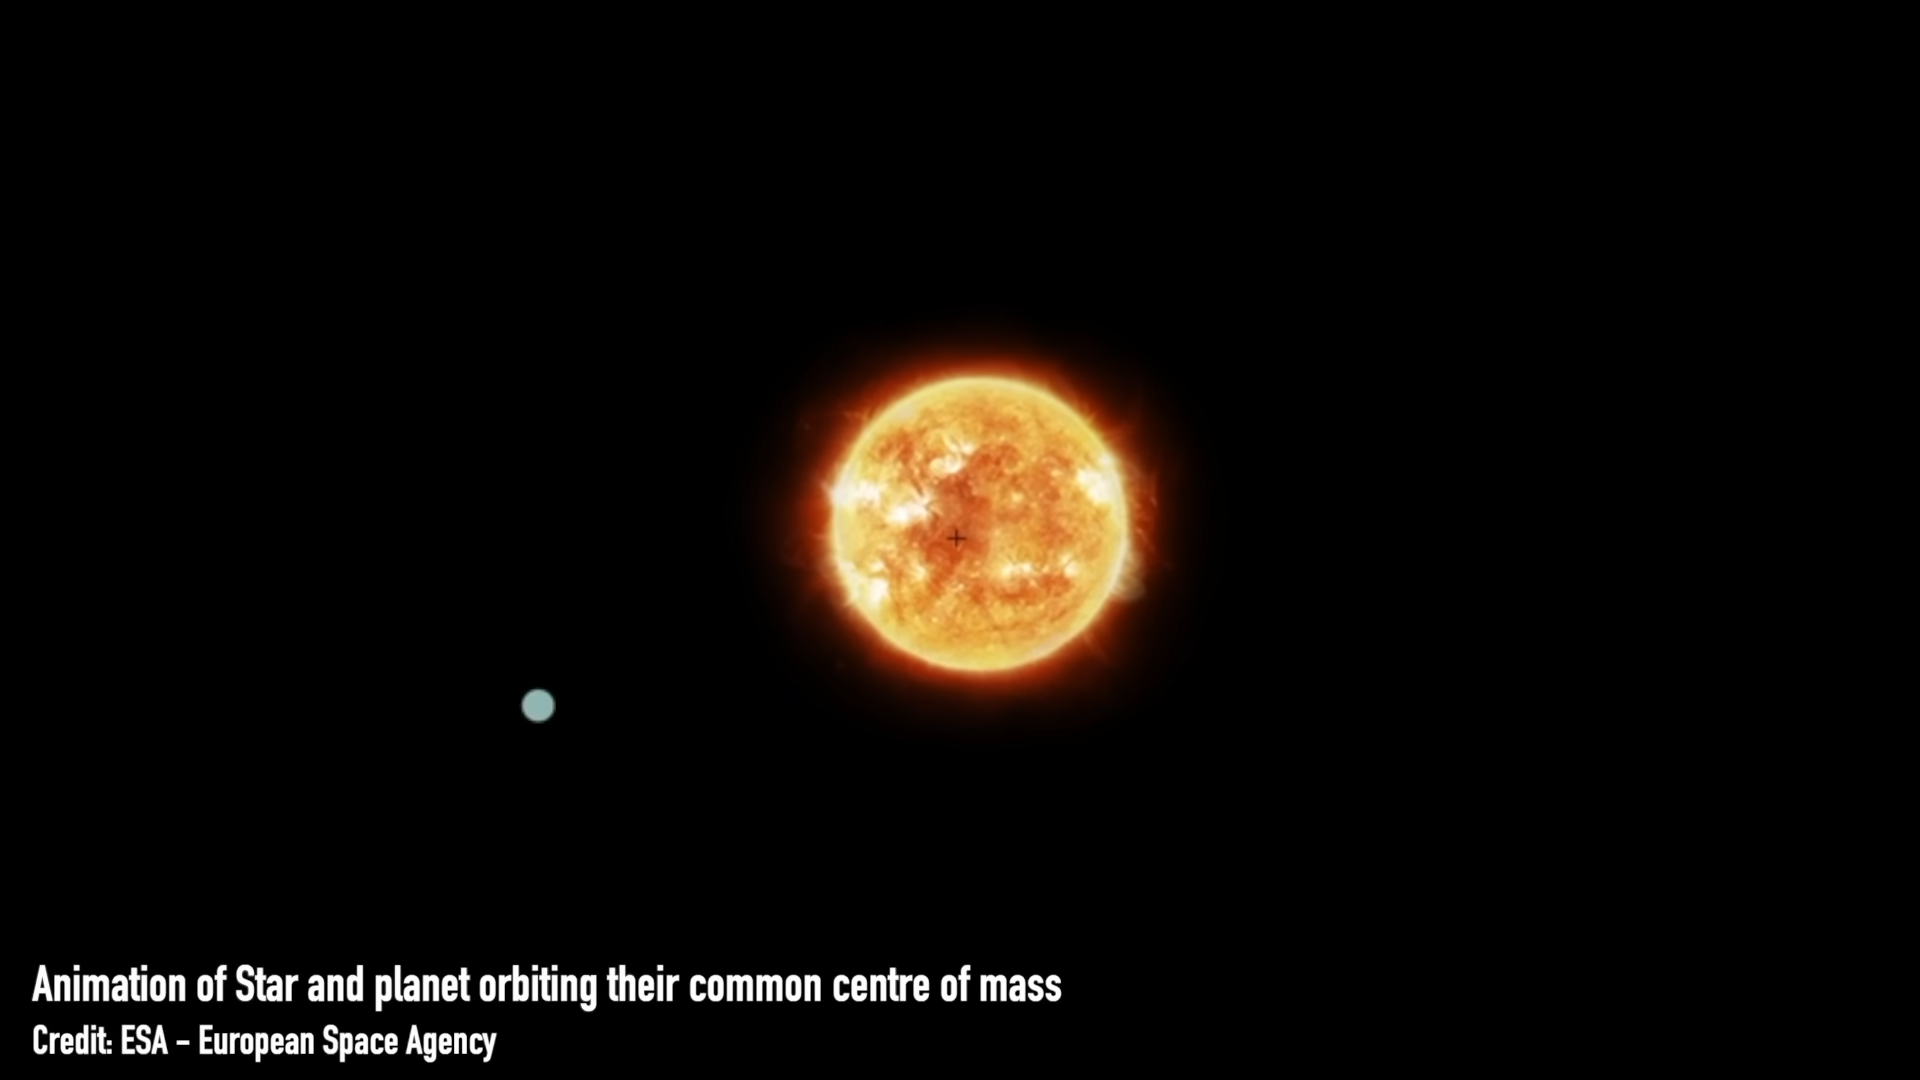 Animation of Star and planet orbiting their common centre of mass
Credit: ESA – European Space Agency